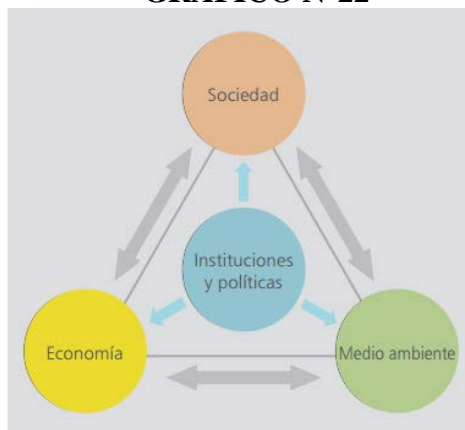 Sociedad
Instituciones
y políticas
Economía
Medio ambiente